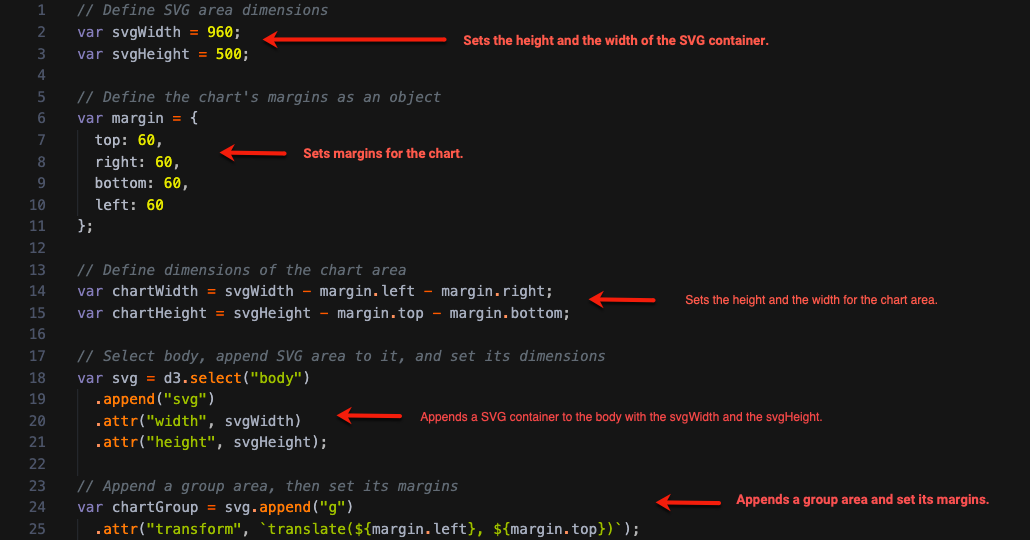 1 // Define SVG area dimensions
2 var svgWidth = 960;
3 var svgHeight = 500;
Sets the height and the width of the SVG container.
4
5 // Define the chart's margins as an object
6 var margin = {
7 top: 60,
8 right: 60,
Sets margins for the chart.
9 bottom: 60,
10 left: 60
11 };
12
13 // Define dimensions of the chart area
14 var chartWidth = svgWidth - margin.left - margin.right;
15 var chartHeight = svgHeight - margin.top - margin.bottom;
Sets the height and the width for the chart area.
16
17 // Select body, append SVG area to it, and set its dimensions
18 var svg = d3.select("body")
19 .append("svg")
20 .attr("width", svgWidth)
Appends a SVG container to the body with the svgWidth and the svgHeight.
21 .attr("height", svgHeight);
22
23 // Append a group area, then set its margins
24 var chartGroup = svg.append("g")
Appends a group area and set its margins.
25 .attr("transform", `translate(${margin.left}, ${margin.top})`);